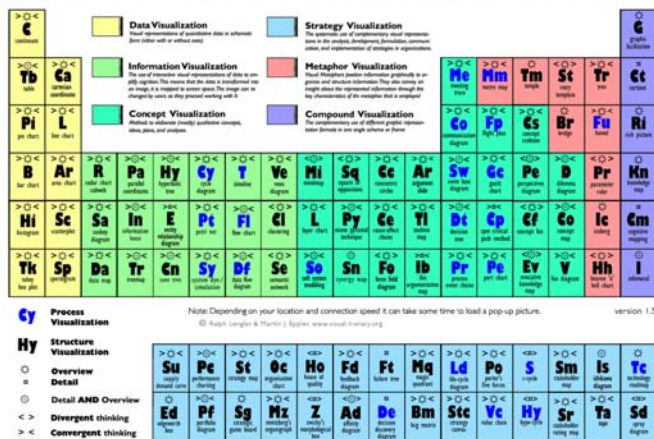 C
continuum
Data Visualization
Visual representations of quantitative data in schematic
form (either with or without axes)
Strategy Visualization
The systematic use of complementary visual representa-
tions in the analysis, development, formulation, communi-
cation, and implementation of strategies in organizations.
G
graphic
facilitation
Tb
table
Ca
cartesian
coordinates
Information Visualization
The use of interactive visual representations of data to am-
plify cognition. This means that the data is transformed into
an image, it is mapped to screen space. The image can be
changed by users as they proceed working with it
Metaphor Visualization
Visual Metaphors position information graphically to or-
ganize and structure information. They also convey an
insight about the represented information through the
key characteristics of the metaphor that is employed
Me
meeting
trace
Mm
metro map
Tm
temple
St
story
template
Tr
tree
Ct
cartoon
Pi
pie chart
L
line chart
Concept Visualization
Methods to elaborate (mostly) qualitative concepts,
ideas, plans, and analyses.
Compound Visualization
The complementary use of different graphic represen-
tation formats in one single schema or frame
Co
communication
diagram
Fp
flight plan
Cs
concept
skeleton
Br
bridge
Fu
funnel
Ri
rich picture
B
bar chart
Ar
area chart
R
radar chart
cobweb
Pa
parallel
coordinates
Hy
hyperbolic
tree
Cy
cycle
diagram
T
timeline
Ve
venn
diagram
Mi
mindmap
Sq
square of
oppositions
Cc
concentric
circles
Ar
argument
slide
Sw
swim lane
diagram
Gc
gantt
chart
Pe
perspectives
diagram
D
dilemma
diagram
Pr
parameter
ruler
Kn
knowledge
map
Hi
histogram
Sc
scatterplot
Sa
sankey
diagram
In
information
lense
E
entity
relationship
diagram
Pt
petri net
Fl
flow chart
Cl
clustering
L
layer chart
Py
minto pyramid
technique
Ce
cause-effect
chains
Tl
toulmin
map
Dt
decision
tree
Cp
cpm critical
path method
Cf
concept fan
Co
concept
map
Ic
iceberg
Cm
cognitive
mapping
Tk
tukey
box plot
Sp
spectrogram
Da
data map
Tr
treemap
Cn
cone tree
Sy
system dyn./
simulation
Df
data flow
diagram
Se
semantic
network
So
soft system
modeling
Sn
synergy map
Fo
force field
diagram
Ib
ibis
argumentation
map
Pr
process
event chains
Pe
pert chart
Ev
evocative
knowledge
map
V
Vee diagram
Hh
heaven 'n'
hell chart
I
infomural
Cy
Process
Visualization
Note: Depending on your location and connection speed it can take some time to load a pop-up picture.
© Ralph Lengler & Martin J. Eppler, www.visual-literacy.org
version 1.5
Hy
Structure
Visualization
Overview
Detail
Detail AND Overview
< > Divergent thinking
> < Convergent thinking
Su
supply
demand curve
Pc
performance
charting
St
strategy map
Oc
organisation
chart
Ho
house of
quality
Fd
feedback
diagram
Ft
failure tree
Mq
magic
quadrant
Ld
life-cycle
diagram
Po
porter's
five forces
S
s-cycle
Sm
stakeholder
map
Is
ishikawa
diagram
Tc
technology
roadmap
Ed
edgeworth
box
Pf
portfolio
diagram
Sg
strategic
game board
Mz
mintzberg's
organigraph
Z
zwicky's
morphological
box
Ad
affinity
diagram
De
decision
discovery
diagram
Bm
bcg matrix
Stc
strategy
canvas
Vc
value chain
Hy
hype-cycle
Sr
stakeholder
rating map
Ta
taps
Sd
spray
diagram